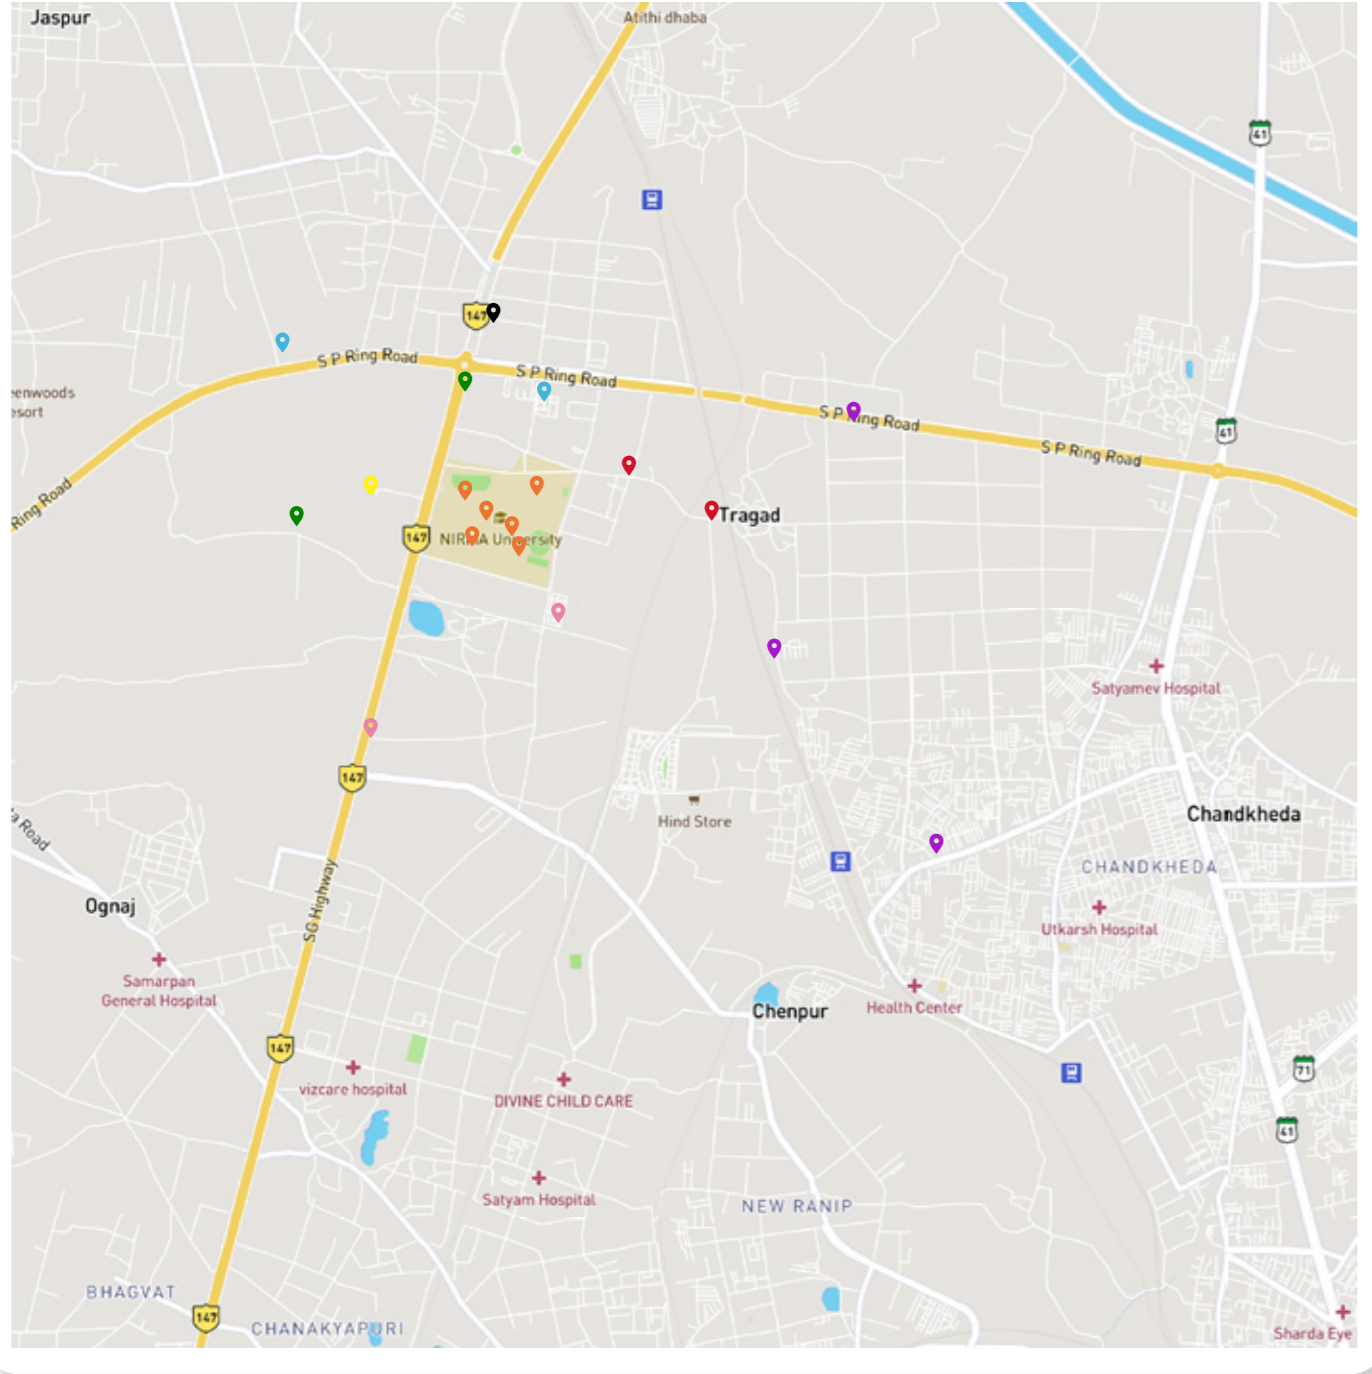 Jaspur
Atithi dhaba
41
147
S P Ring Road
S P Ring Road
enwoods
esort
S P Ring Road
41
S P Ring Road
Ring Road
Tragad
147
NIRMA University
Satyamev Hospital
147
Hind Store
Chandkheda
a Road
CHANDKHEDA
Ognaj
SG Highway
Utkarsh Hospital
Samarpan
General Hospital
Health Center
Chenpur
147
71
vizcare hospital
DIVINE CHILD CARE
41
Satyam Hospital
NEW RANIP
BHAGVAT
147
CHANAKYAPURI
Sharda Eye